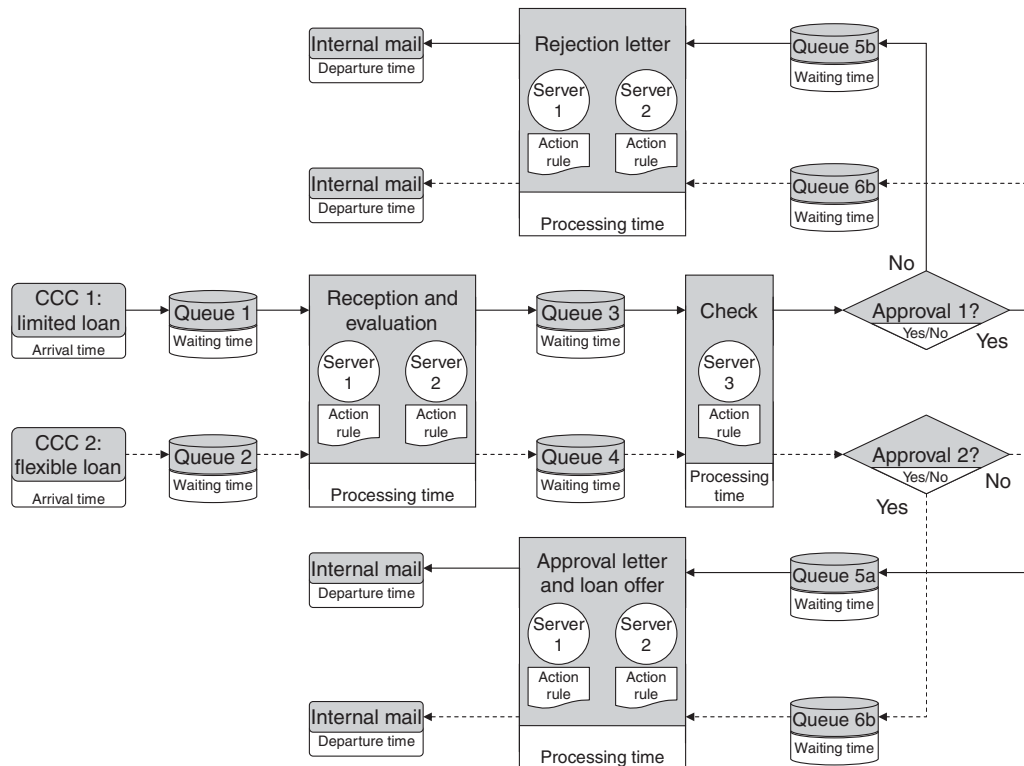 Internal mail
Departure time
Rejection letter
Server
1
Action
rule
Server
2
Action
rule
Processing time
Queue 5b
Waiting time
Internal mail
Departure time
Queue 6b
Waiting time
CCC 1:
limited loan
Arrival time
Queue 1
Waiting time
Reception and
evaluation
Server
1
Action
rule
Server
2
Action
rule
Processing time
Queue 3
Waiting time
Check
Server
3
Action
rule
Processing
time
No
Approval 1?
Yes/No
Yes
CCC 2:
flexible loan
Arrival time
Queue 2
Waiting time
Queue 4
Waiting time
Approval 2?
Yes/No
No
Yes
Internal mail
Departure time
Approval letter
and loan offer
Server
1
Action
rule
Server
2
Action
rule
Processing time
Queue 5a
Waiting time
Internal mail
Departure time
Queue 6b
Waiting time